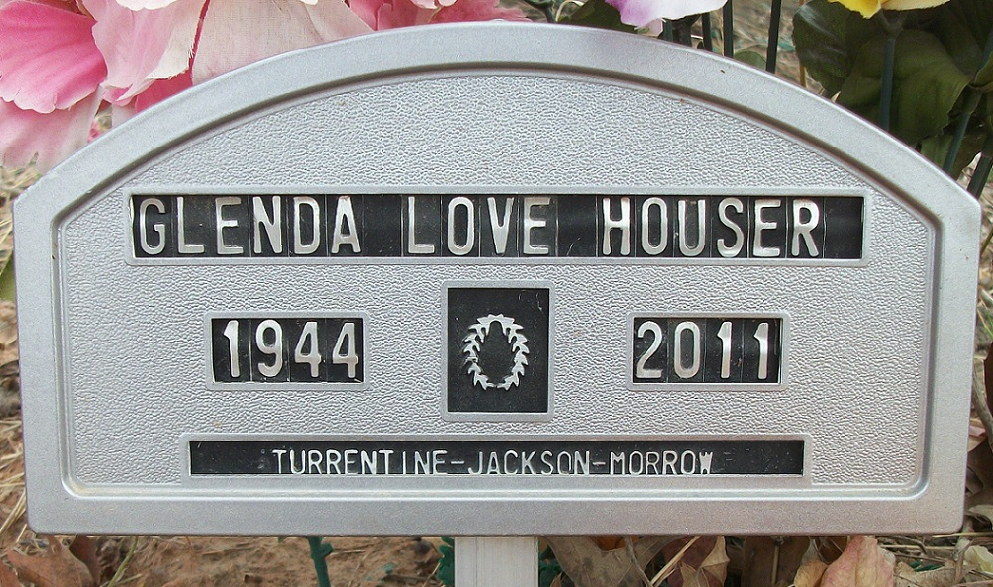 GLENDA LOVE HOUSER
1944 2011
TURRENTINE-JACKSON-MORROW